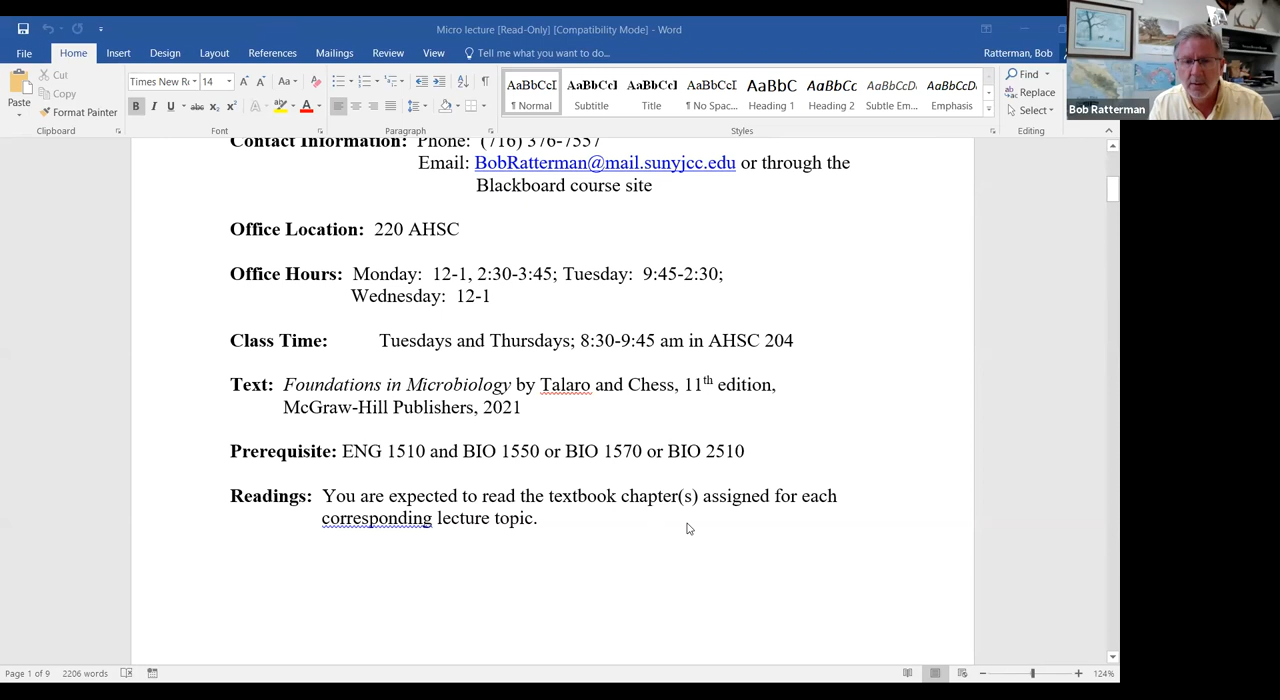 Micro lecture [Read-Only] [Compatibility Mode] - Word
File Home Insert Design Layout References Mailings Review View Tell me what you want to do... Ratterman, Bob
Paste
Cut
Copy
Format Painter
Clipboard
Times New Ro 14
Font
Paragraph
AaBbCcI AaBbCcI AaBbCcI AaBbCcI AaBbC AaBbCc AaBbCcD AaBbCcD
¶ Normal Subtitle Title ¶ No Spac... Heading 1 Heading 2 Subtle Em... Emphasis
Styles
Find
Replace
Select
Editing
Bob Ratterman
Contact Information: Phone: (716) 376-7557
Email: BobRatterman@mail.sunyjcc.edu or through the
Blackboard course site
Office Location: 220 AHSC
Office Hours: Monday: 12-1, 2:30-3:45; Tuesday: 9:45-2:30;
Wednesday: 12-1
Class Time: Tuesdays and Thursdays; 8:30-9:45 am in AHSC 204
Text: Foundations in Microbiology by Talaro and Chess, 11th edition,
McGraw-Hill Publishers, 2021
Prerequisite: ENG 1510 and BIO 1550 or BIO 1570 or BIO 2510
Readings: You are expected to read the textbook chapter(s) assigned for each
corresponding lecture topic.
Page 1 of 9 2206 words 124%